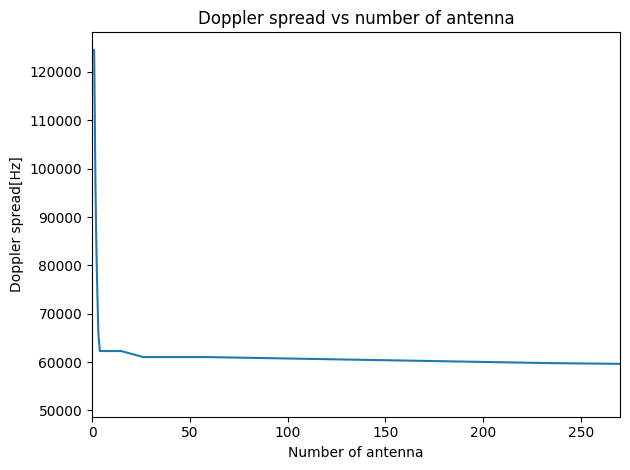 Doppler spread vs number of antenna
120000
110000
100000
90000
80000
70000
60000
50000
Doppler spread[Hz]
0 50 100 150 200 250
Number of antenna